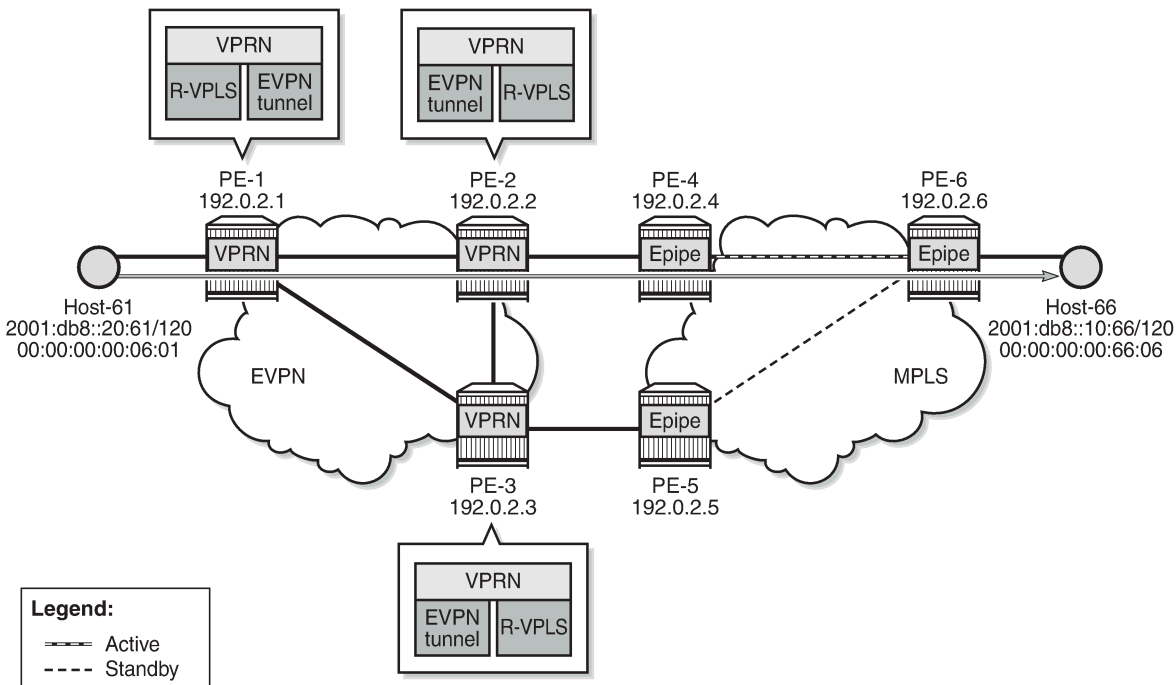 VPRN
R-VPLS
EVPN
tunnel
VPRN
EVPN
tunnel
R-VPLS
PE-1
192.0.2.1
PE-2
192.0.2.2
PE-4
192.0.2.4
PE-6
192.0.2.6
VPRN
VPRN
Epipe
Epipe
Host-61
2001:db8::20:61/120
00:00:00:00:06:01
Host-66
2001:db8::10:66/120
00:00:00:00:66:06
EVPN
MPLS
VPRN
Epipe
PE-3
192.0.2.3
PE-5
192.0.2.5
VPRN
EVPN
tunnel
R-VPLS
Legend:
Active
Standby